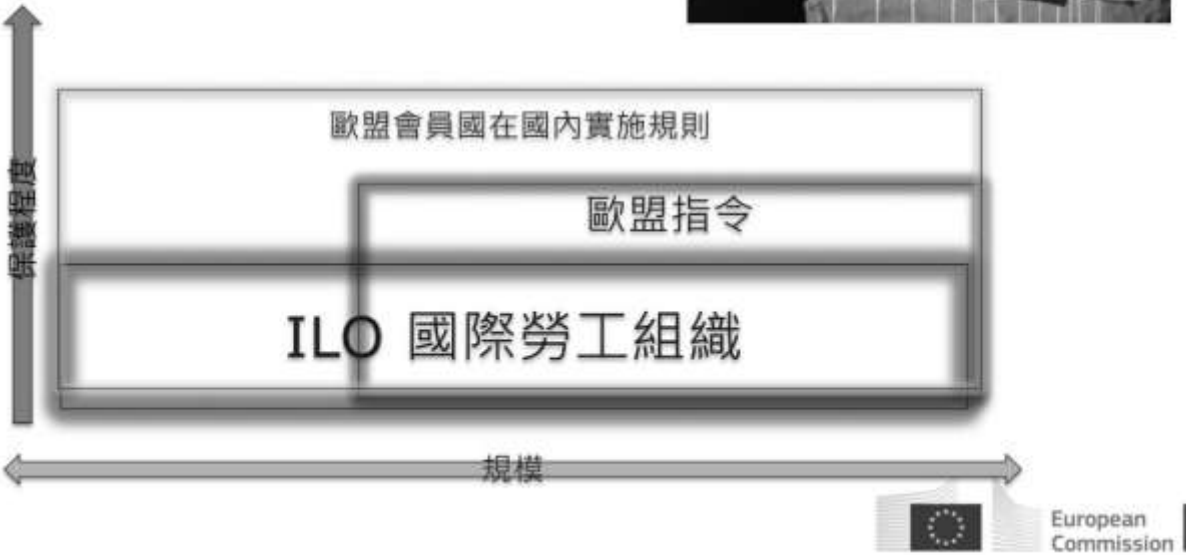 歐盟會員國在國內實施規則
保護程度
歐盟指令
ILO 國際勞工組織
規模
European
Commission